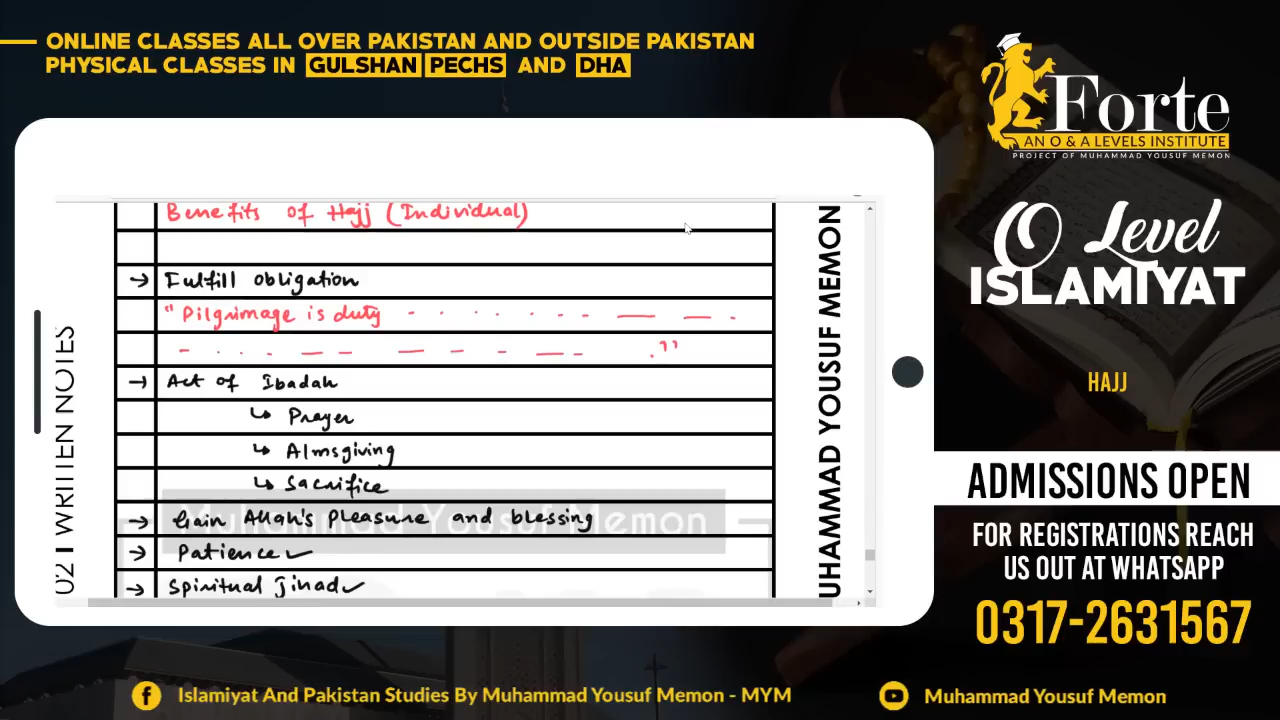 ONLINE CLASSES ALL OVER PAKISTAN AND OUTSIDE PAKISTAN
PHYSICAL CLASSES IN GULSHAN PECHS AND DHA
Forte
AN O & A LEVELS INSTITUTE
PROJECT OF MUHAMMAD YOUSUF MEMON
O Level
ISLAMIYAT
HAJJ
ADMISSIONS OPEN
FOR REGISTRATIONS REACH
US OUT AT WHATSAPP
0317-2631567
02 | WRITTEN NOTES
Benefits of Hajj (Individual)
→ Fulfill obligation
"Pilgrimage is duty - - - - - - — — .
- - - — — — - - — .”
→ Act of Ibadah
↳ Prayer
↳ Almsgiving
↳ Sacrifice
→ Gain Allah's Pleasure and blessing
→ Patience ✓
→ Spiritual Jihad ✓
Muhammad Yousuf Memon
UHAMMAD YOUSUF MEMON
Islamiyat And Pakistan Studies By Muhammad Yousuf Memon - MYM
Muhammad Yousuf Memon